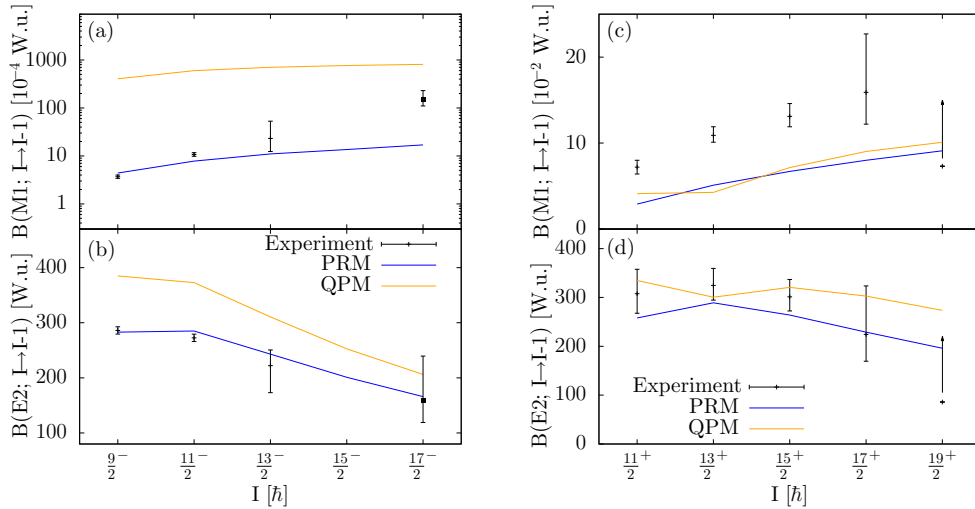 (a)
B(M1; I→I-1) [10⁻⁴ W.u.]
1000
100
10
1
(b)
B(E2; I→I-1) [W.u.]
400
300
200
100
Experiment
PRM
QPM
9/2⁻ 11/2⁻ 13/2⁻ 15/2⁻ 17/2⁻
I [ℏ]
(c)
B(M1; I→I-1) [10⁻² W.u.]
20
10
0
(d)
B(E2; I→I-1) [W.u.]
400
300
200
100
0
Experiment
PRM
QPM
11/2⁺ 13/2⁺ 15/2⁺ 17/2⁺ 19/2⁺
I [ℏ]